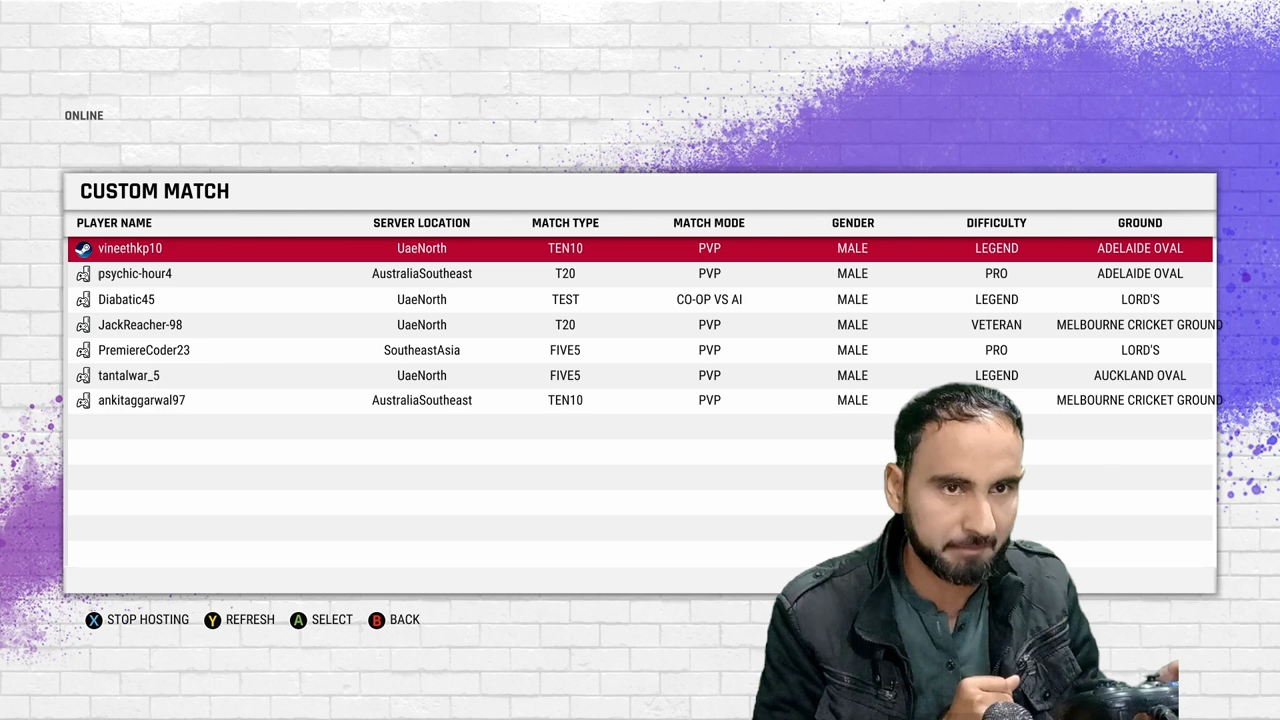 ONLINE
CUSTOM MATCH
PLAYER NAME SERVER LOCATION MATCH TYPE MATCH MODE GENDER DIFFICULTY GROUND
vineethkp10 UaeNorth TEN10 PVP MALE LEGEND ADELAIDE OVAL
psychic-hour4 AustraliaSoutheast T20 PVP MALE PRO ADELAIDE OVAL
Diabatic45 UaeNorth TEST CO-OP VS AI MALE LEGEND LORD'S
JackReacher-98 UaeNorth T20 PVP MALE VETERAN MELBOURNE CRICKET GROUND
PremiereCoder23 SoutheastAsia FIVE5 PVP MALE PRO LORD'S
tantalwar_5 UaeNorth FIVE5 PVP MALE LEGEND AUCKLAND OVAL
ankitaggarwal97 AustraliaSoutheast TEN10 PVP MALE MELBOURNE CRICKET GROUND
X STOP HOSTING Y REFRESH A SELECT B BACK